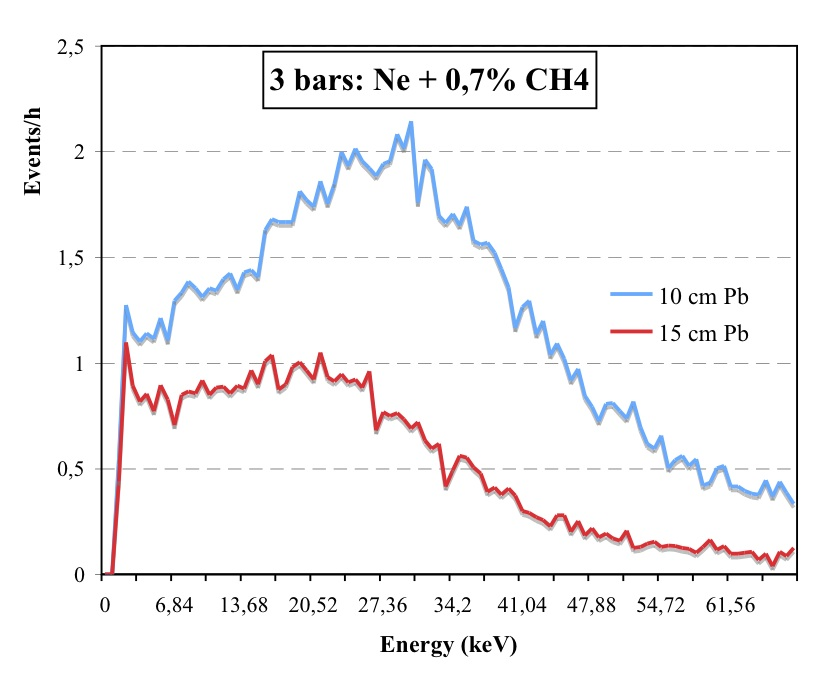 3 bars: Ne + 0,7% CH4
Events/h
2,5
2
1,5
1
0,5
0
10 cm Pb
15 cm Pb
0 6,84 13,68 20,52 27,36 34,2 41,04 47,88 54,72 61,56
Energy (keV)